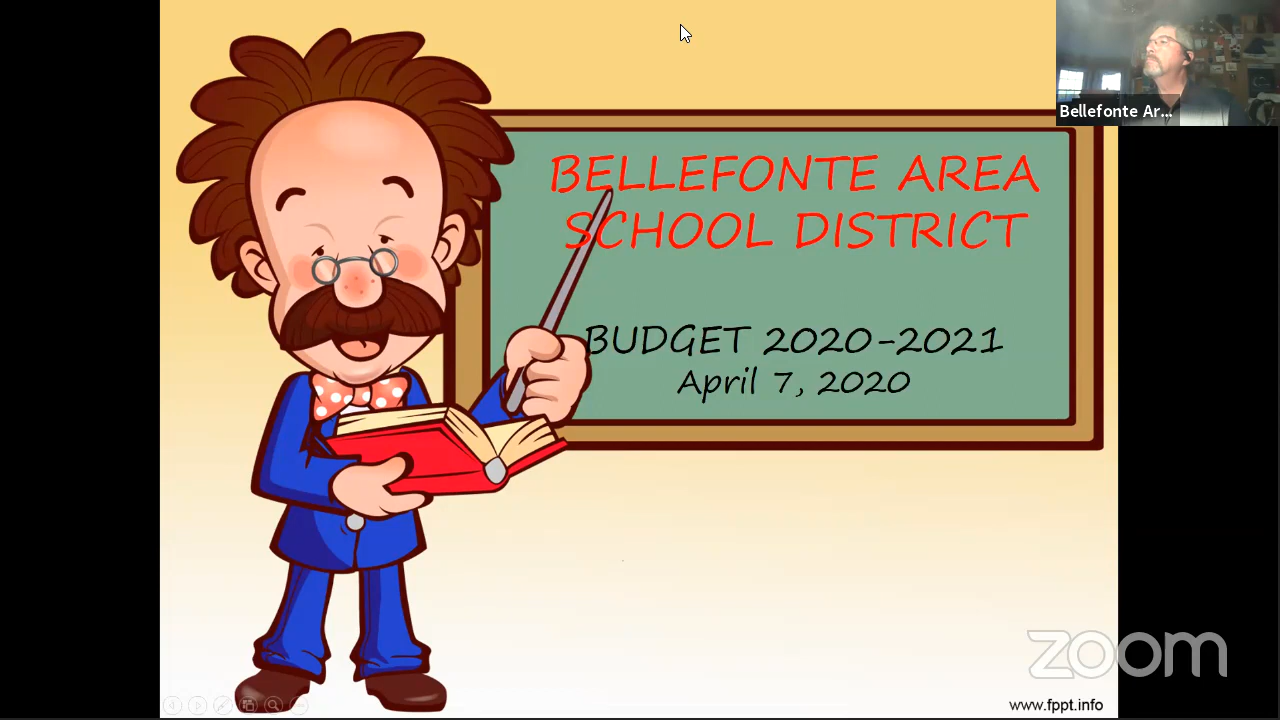 BELLEFONTE AREA
SCHOOL DISTRICT
BUDGET 2020-2021
April 7, 2020
Bellefonte Ar...
zoom
www.fppt.info